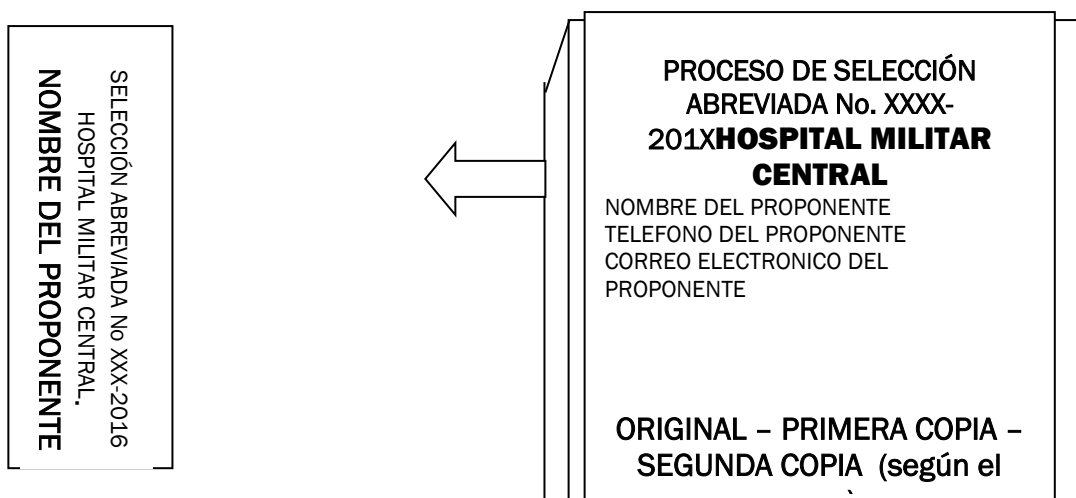 SELECCIÓN ABREVIADA No XXX-2016
HOSPITAL MILITAR CENTRAL.
NOMBRE DEL PROPONENTE
PROCESO DE SELECCIÓN
ABREVIADA No. XXXX-
201XHOSPITAL MILITAR
CENTRAL
NOMBRE DEL PROPONENTE
TELEFONO DEL PROPONENTE
CORREO ELECTRONICO DEL
PROPONENTE
ORIGINAL – PRIMERA COPIA –
SEGUNDA COPIA (según el